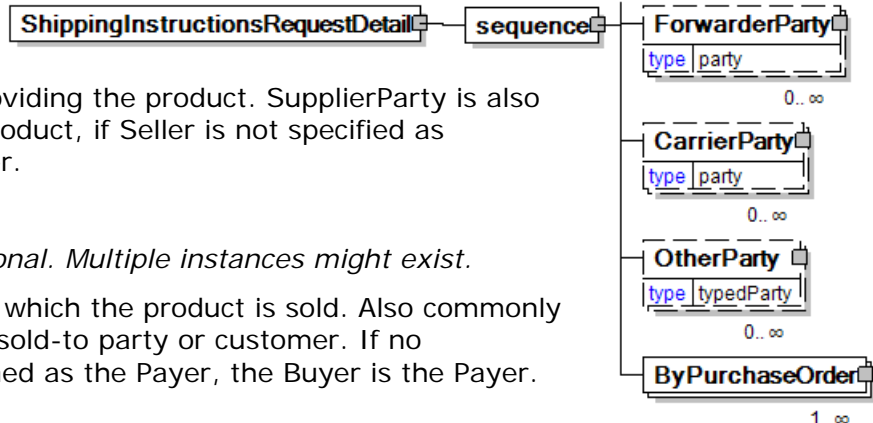 ShippingInstructionsRequestDetail
sequence
ForwarderParty
type party
0.. ∞
oviding the product. SupplierParty is also
roduct, if Seller is not specified as
r.
CarrierParty
type party
0.. ∞
onal. Multiple instances might exist.
OtherParty
type typedParty
0.. ∞
which the product is sold. Also commonly
sold-to party or customer. If no
ned as the Payer, the Buyer is the Payer.
ByPurchaseOrder
1.. ∞